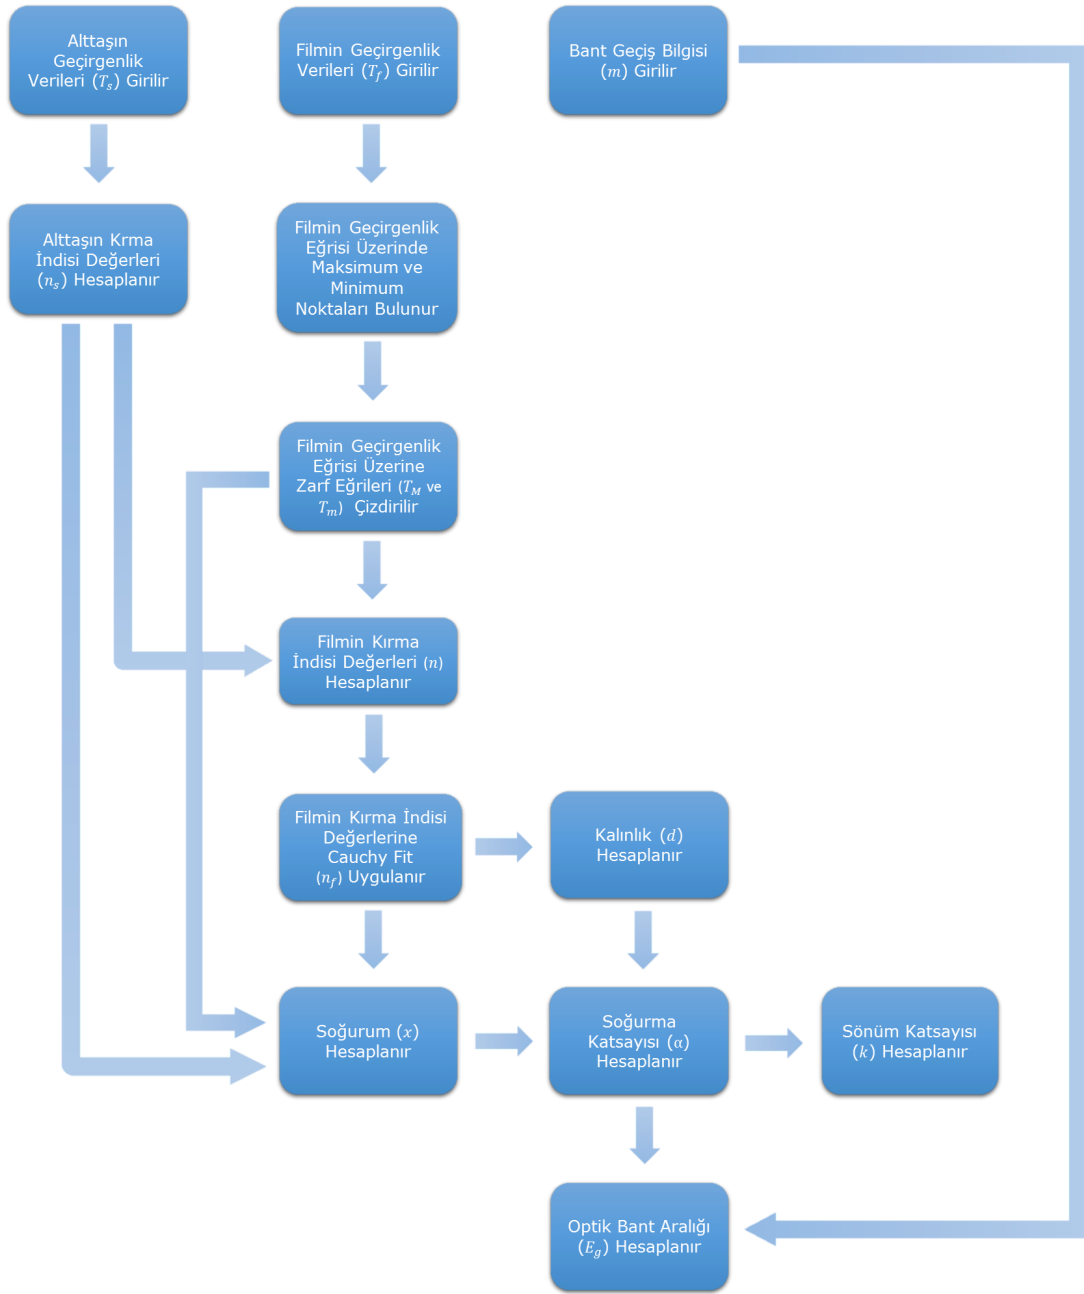 Alttaşın
Geçirgenlik
Verileri (T_s) Girilir
Filmin Geçirgenlik
Verileri (T_f) Girilir
Bant Geçiş Bilgisi
(m) Girilir
Alttaşın Krma
İndisi Değerleri
(n_s) Hesaplanır
Filmin Geçirgenlik
Eğrisi Üzerinde
Maksimum ve
Minimum
Noktaları Bulunur
Filmin Geçirgenlik
Eğrisi Üzerine
Zarf Eğrileri (T_M ve
T_m) Çizdirilir
Filmin Kırma
İndisi Değerleri (n)
Hesaplanır
Filmin Kırma İndisi
Değerlerine
Cauchy Fit
(n_f) Uygulanır
Kalınlık (d)
Hesaplanır
Soğurum (x)
Hesaplanır
Soğurma
Katsayısı (α)
Hesaplanır
Sönüm Katsayısı
(k) Hesaplanır
Optik Bant Aralığı
(E_g) Hesaplanır